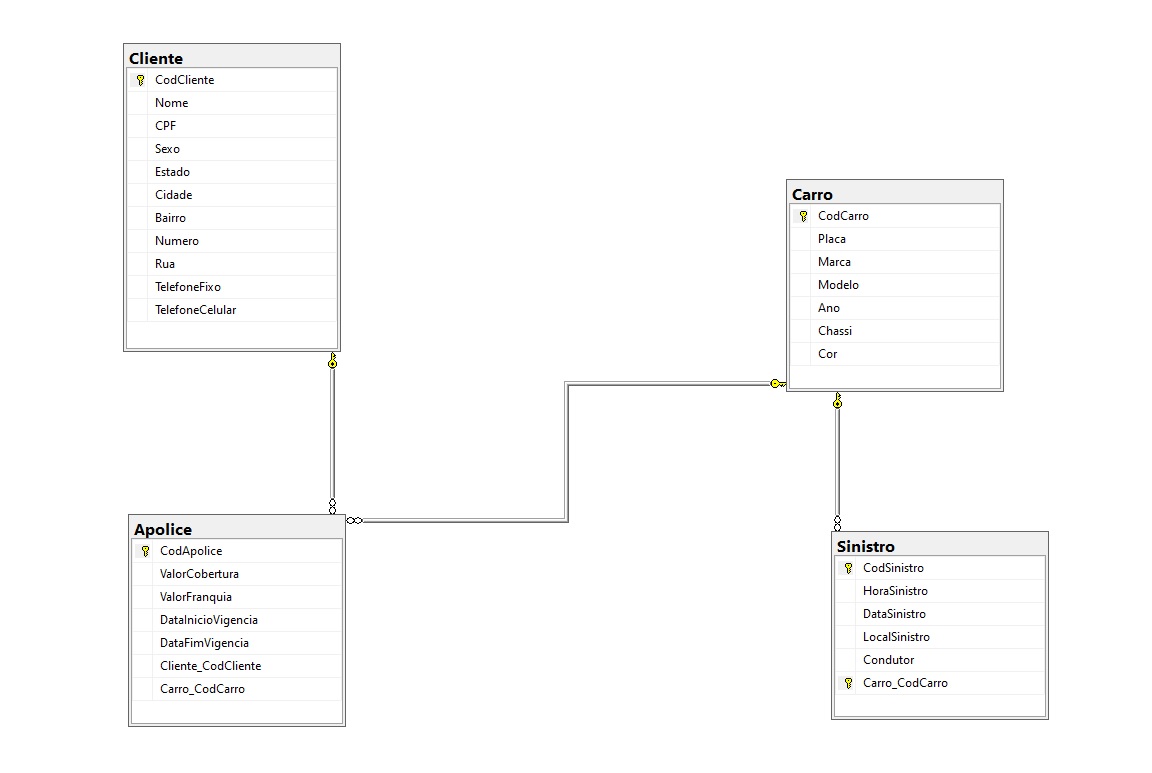 Cliente
CodCliente
Nome
CPF
Sexo
Estado
Cidade
Bairro
Numero
Rua
TelefoneFixo
TelefoneCelular
Carro
CodCarro
Placa
Marca
Modelo
Ano
Chassi
Cor
Apolice
CodApolice
ValorCobertura
ValorFranquia
DataInicioVigencia
DataFimVigencia
Cliente_CodCliente
Carro_CodCarro
Sinistro
CodSinistro
HoraSinistro
DataSinistro
LocalSinistro
Condutor
Carro_CodCarro